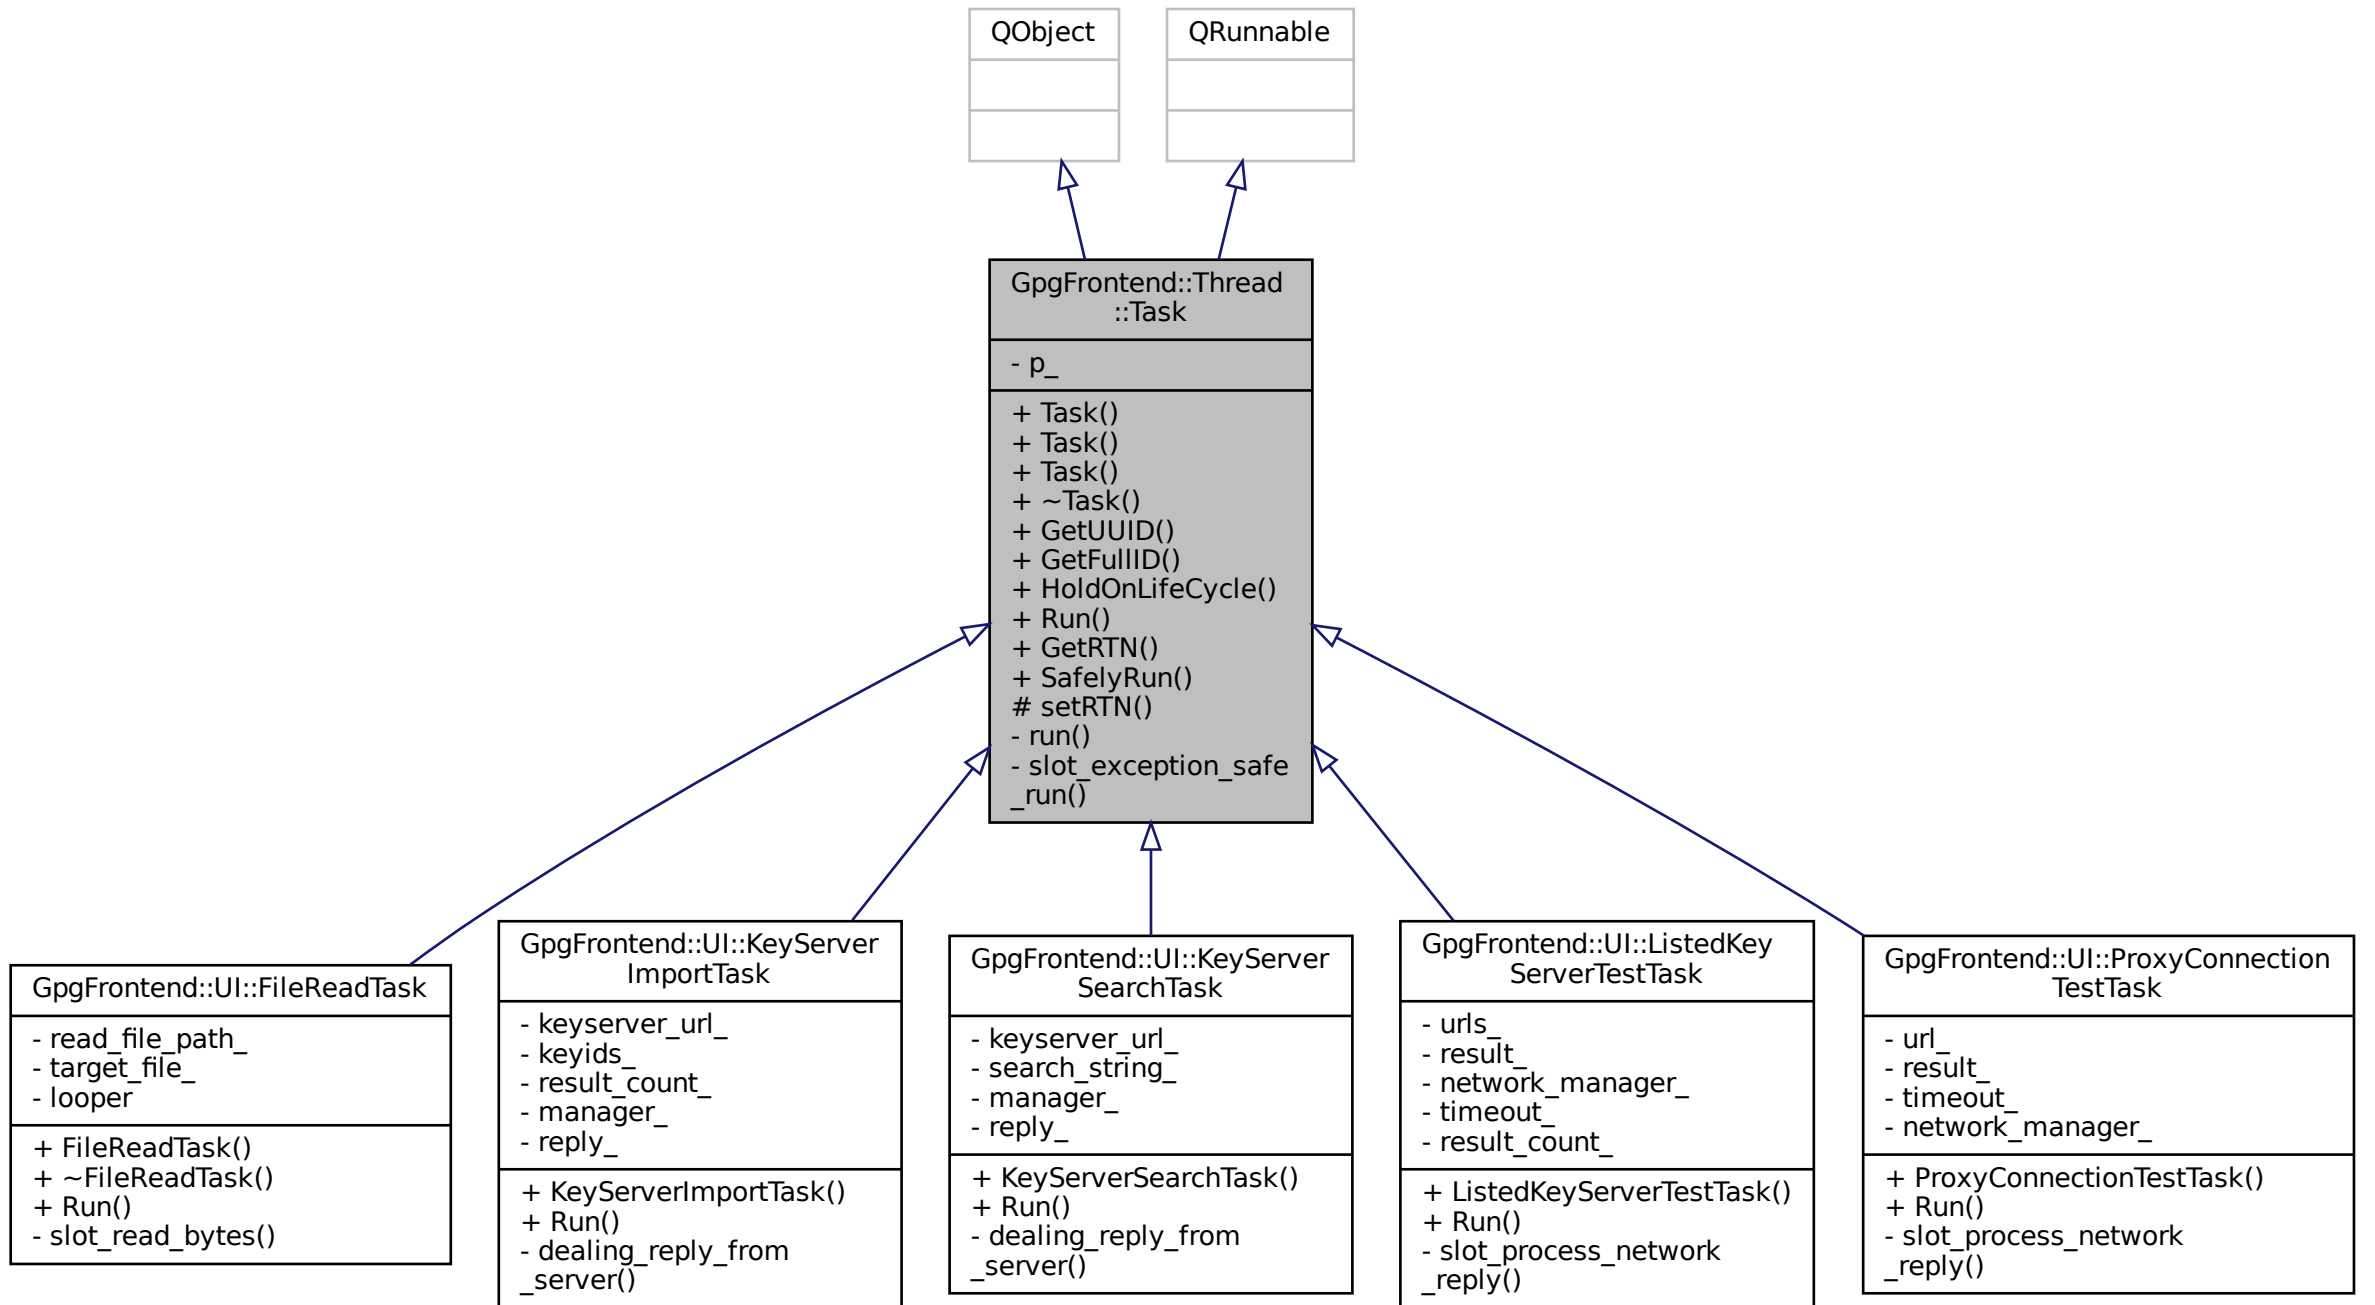 QObject
QRunnable
GpgFrontend::Thread
::Task
- p_
+ Task()
+ Task()
+ Task()
+ ~Task()
+ GetUUID()
+ GetFullID()
+ HoldOnLifeCycle()
+ Run()
+ GetRTN()
+ SafelyRun()
# setRTN()
- run()
- slot_exception_safe
_run()
GpgFrontend::UI::FileReadTask
- read_file_path_
- target_file_
- looper
+ FileReadTask()
+ ~FileReadTask()
+ Run()
- slot_read_bytes()
GpgFrontend::UI::KeyServer
ImportTask
- keyserver_url_
- keyids_
- result_count_
- manager_
- reply_
+ KeyServerImportTask()
+ Run()
- dealing_reply_from
_server()
GpgFrontend::UI::KeyServer
SearchTask
- keyserver_url_
- search_string_
- manager_
- reply_
+ KeyServerSearchTask()
+ Run()
- dealing_reply_from
_server()
GpgFrontend::UI::ListedKey
ServerTestTask
- urls_
- result_
- network_manager_
- timeout_
- result_count_
+ ListedKeyServerTestTask()
+ Run()
- slot_process_network
_reply()
GpgFrontend::UI::ProxyConnection
TestTask
- url_
- result_
- timeout_
- network_manager_
+ ProxyConnectionTestTask()
+ Run()
- slot_process_network
_reply()